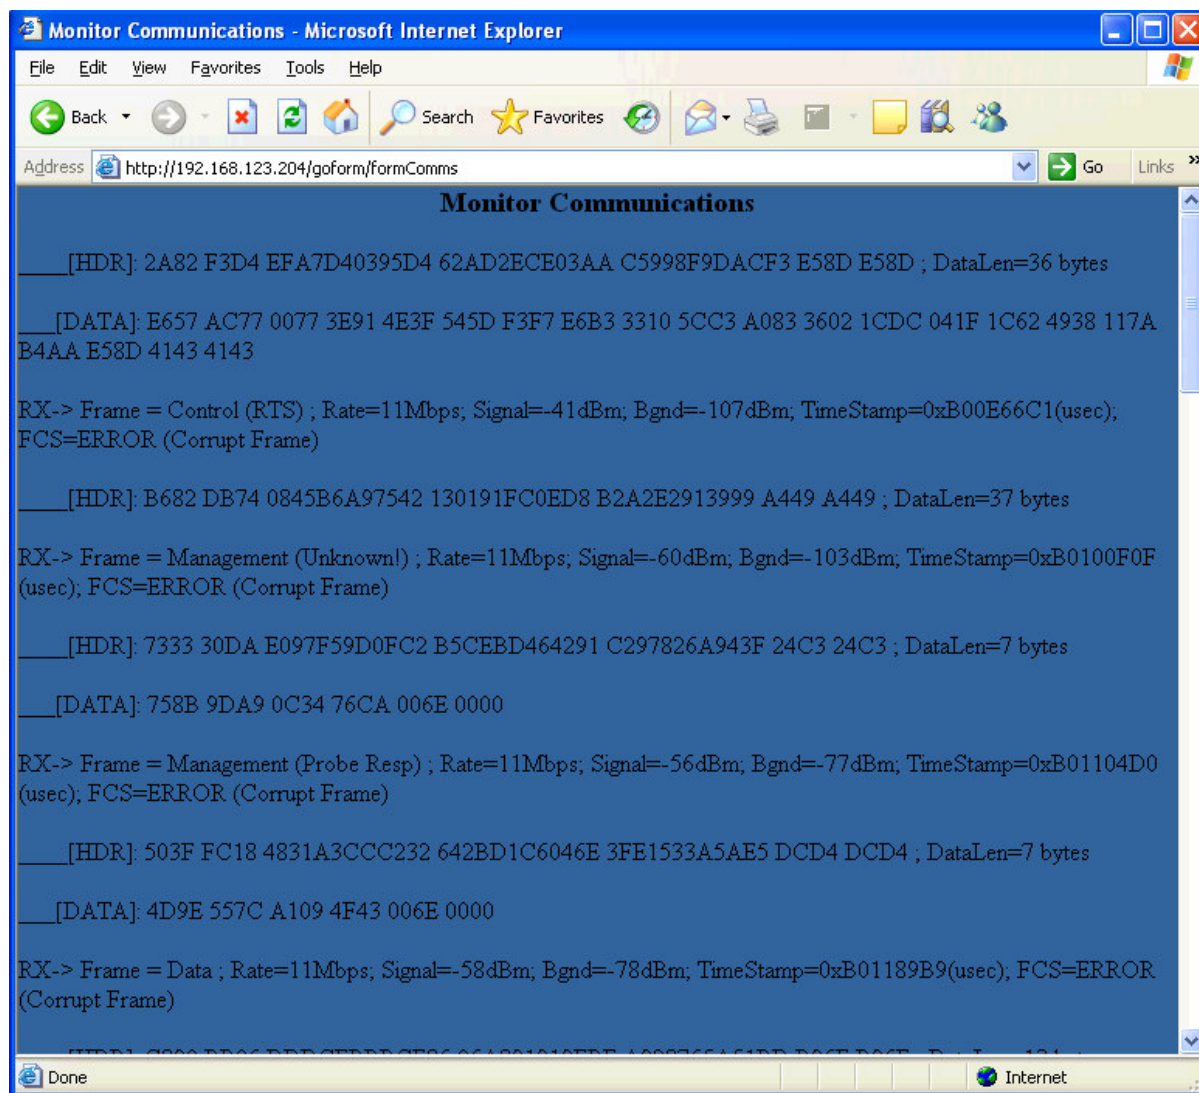 Monitor Communications - Microsoft Internet Explorer
File Edit View Favorites Tools Help
Back Search Favorites
Address http://192.168.123.204/goform/formComms Go Links »
Monitor Communications
____[HDR]: 2A82 F3D4 EFA7D40395D4 62AD2ECE03AA C5998F9DACF3 E58D E58D ; DataLen=36 bytes
___[DATA]: E657 AC77 0077 3E91 4E3F 545D F3F7 E6B3 3310 5CC3 A083 3602 1CDC 041F 1C62 4938 117A
B4AA E58D 4143 4143
RX-> Frame = Control (RTS) ; Rate=11Mbps; Signal=-41dBm; Bgnd=-107dBm; TimeStamp=0xB00E66C1(usec);
FCS=ERROR (Corrupt Frame)
____[HDR]: B682 DB74 0845B6A97542 130191FC0ED8 B2A2E2913999 A449 A449 ; DataLen=37 bytes
RX-> Frame = Management (Unknown!) ; Rate=11Mbps; Signal=-60dBm; Bgnd=-103dBm; TimeStamp=0xB0100F0F
(usec); FCS=ERROR (Corrupt Frame)
____[HDR]: 7333 30DA E097F59D0FC2 B5CEBD464291 C297826A943F 24C3 24C3 ; DataLen=7 bytes
___[DATA]: 758B 9DA9 0C34 76CA 006E 0000
RX-> Frame = Management (Probe Resp) ; Rate=11Mbps; Signal=-56dBm; Bgnd=-77dBm; TimeStamp=0xB01104D0
(usec); FCS=ERROR (Corrupt Frame)
____[HDR]: 503F FC18 4831A3CCC232 642BD1C6046E 3FE1533A5AE5 DCD4 DCD4 ; DataLen=7 bytes
___[DATA]: 4D9E 557C A109 4F43 006E 0000
RX-> Frame = Data ; Rate=11Mbps; Signal=-58dBm; Bgnd=-78dBm; TimeStamp=0xB01189B9(usec); FCS=ERROR
(Corrupt Frame)
Done Internet